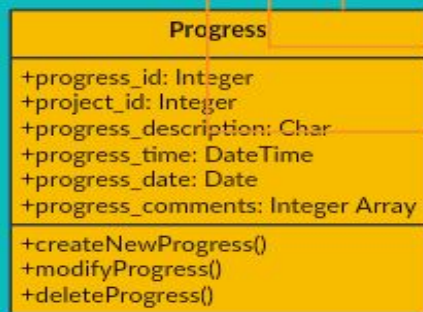 Progress
+progress_id: Integer
+project_id: Integer
+progress_description: Char
+progress_time: DateTime
+progress_date: Date
+progress_comments: Integer Array
+createNewProgress()
+modifyProgress()
+deleteProgress()